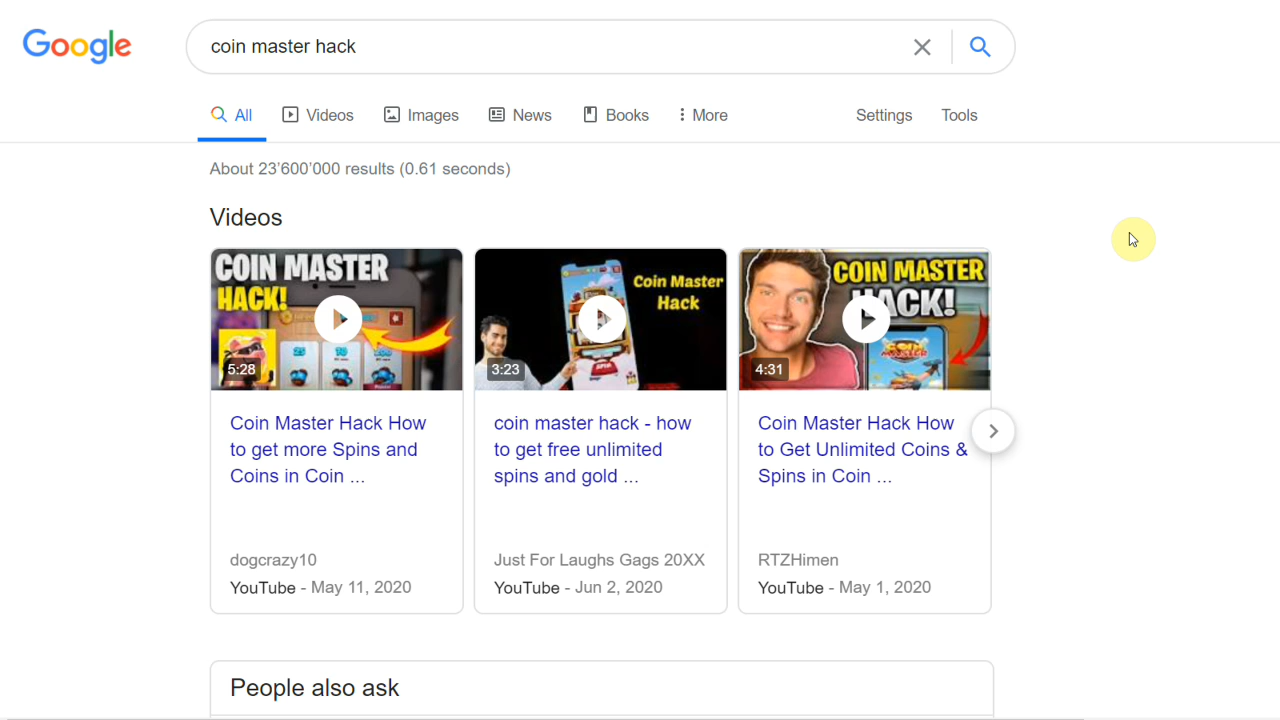 Google
coin master hack
All
Videos
Images
News
Books
More
Settings
Tools
About 23'600'000 results (0.61 seconds)
Videos
COIN MASTER
HACK!
5:28
Coin Master Hack How
to get more Spins and
Coins in Coin ...
dogcrazy10
YouTube - May 11, 2020
Coin Master
Hack
SPIN
3:23
coin master hack - how
to get free unlimited
spins and gold ...
Just For Laughs Gags 20XX
YouTube - Jun 2, 2020
COIN MASTER
HACK!
COIN
MASTER
4:31
Coin Master Hack How
to Get Unlimited Coins &
Spins in Coin ...
RTZHimen
YouTube - May 1, 2020
People also ask